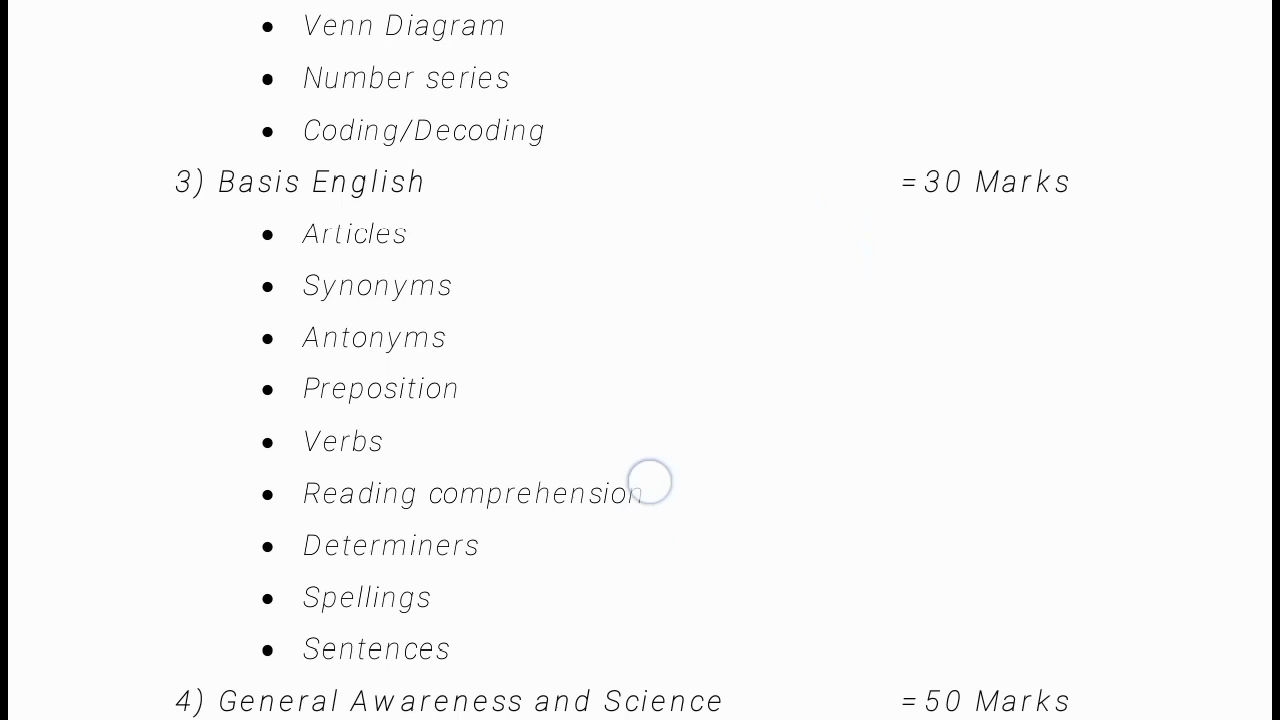 • Venn Diagram
• Number series
• Coding/Decoding
3) Basis English =30 Marks
• Articles
• Synonyms
• Antonyms
• Preposition
• Verbs
• Reading comprehension
• Determiners
• Spellings
• Sentences
4) General Awareness and Science =50 Marks